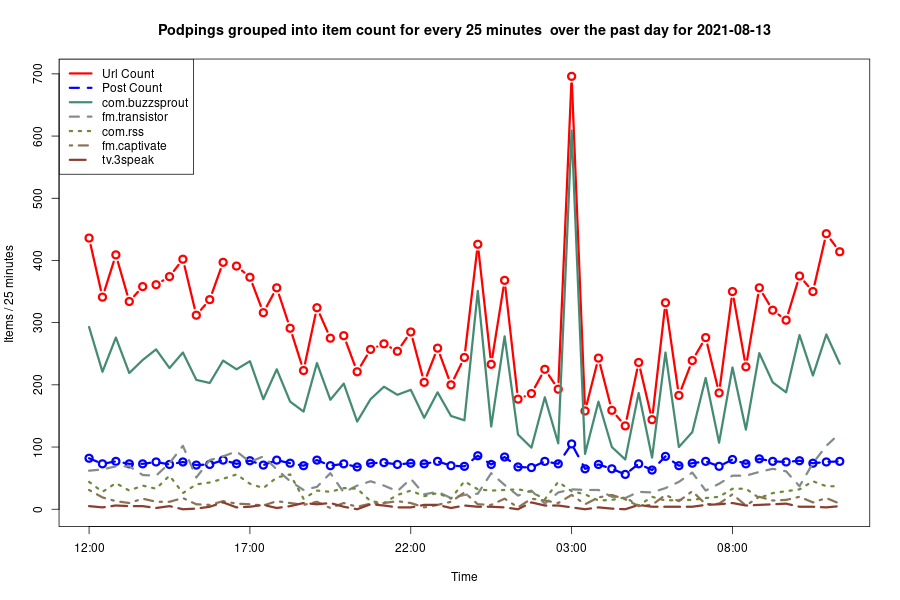 Podpings grouped into item count for every 25 minutes  over the past day for 2021-08-13
Url Count
Post Count
com.buzzsprout
fm.transistor
com.rss
fm.captivate
tv.3speak
Items / 25 minutes
700
600
500
400
300
200
100
0
12:00 17:00 22:00 03:00 08:00
Time